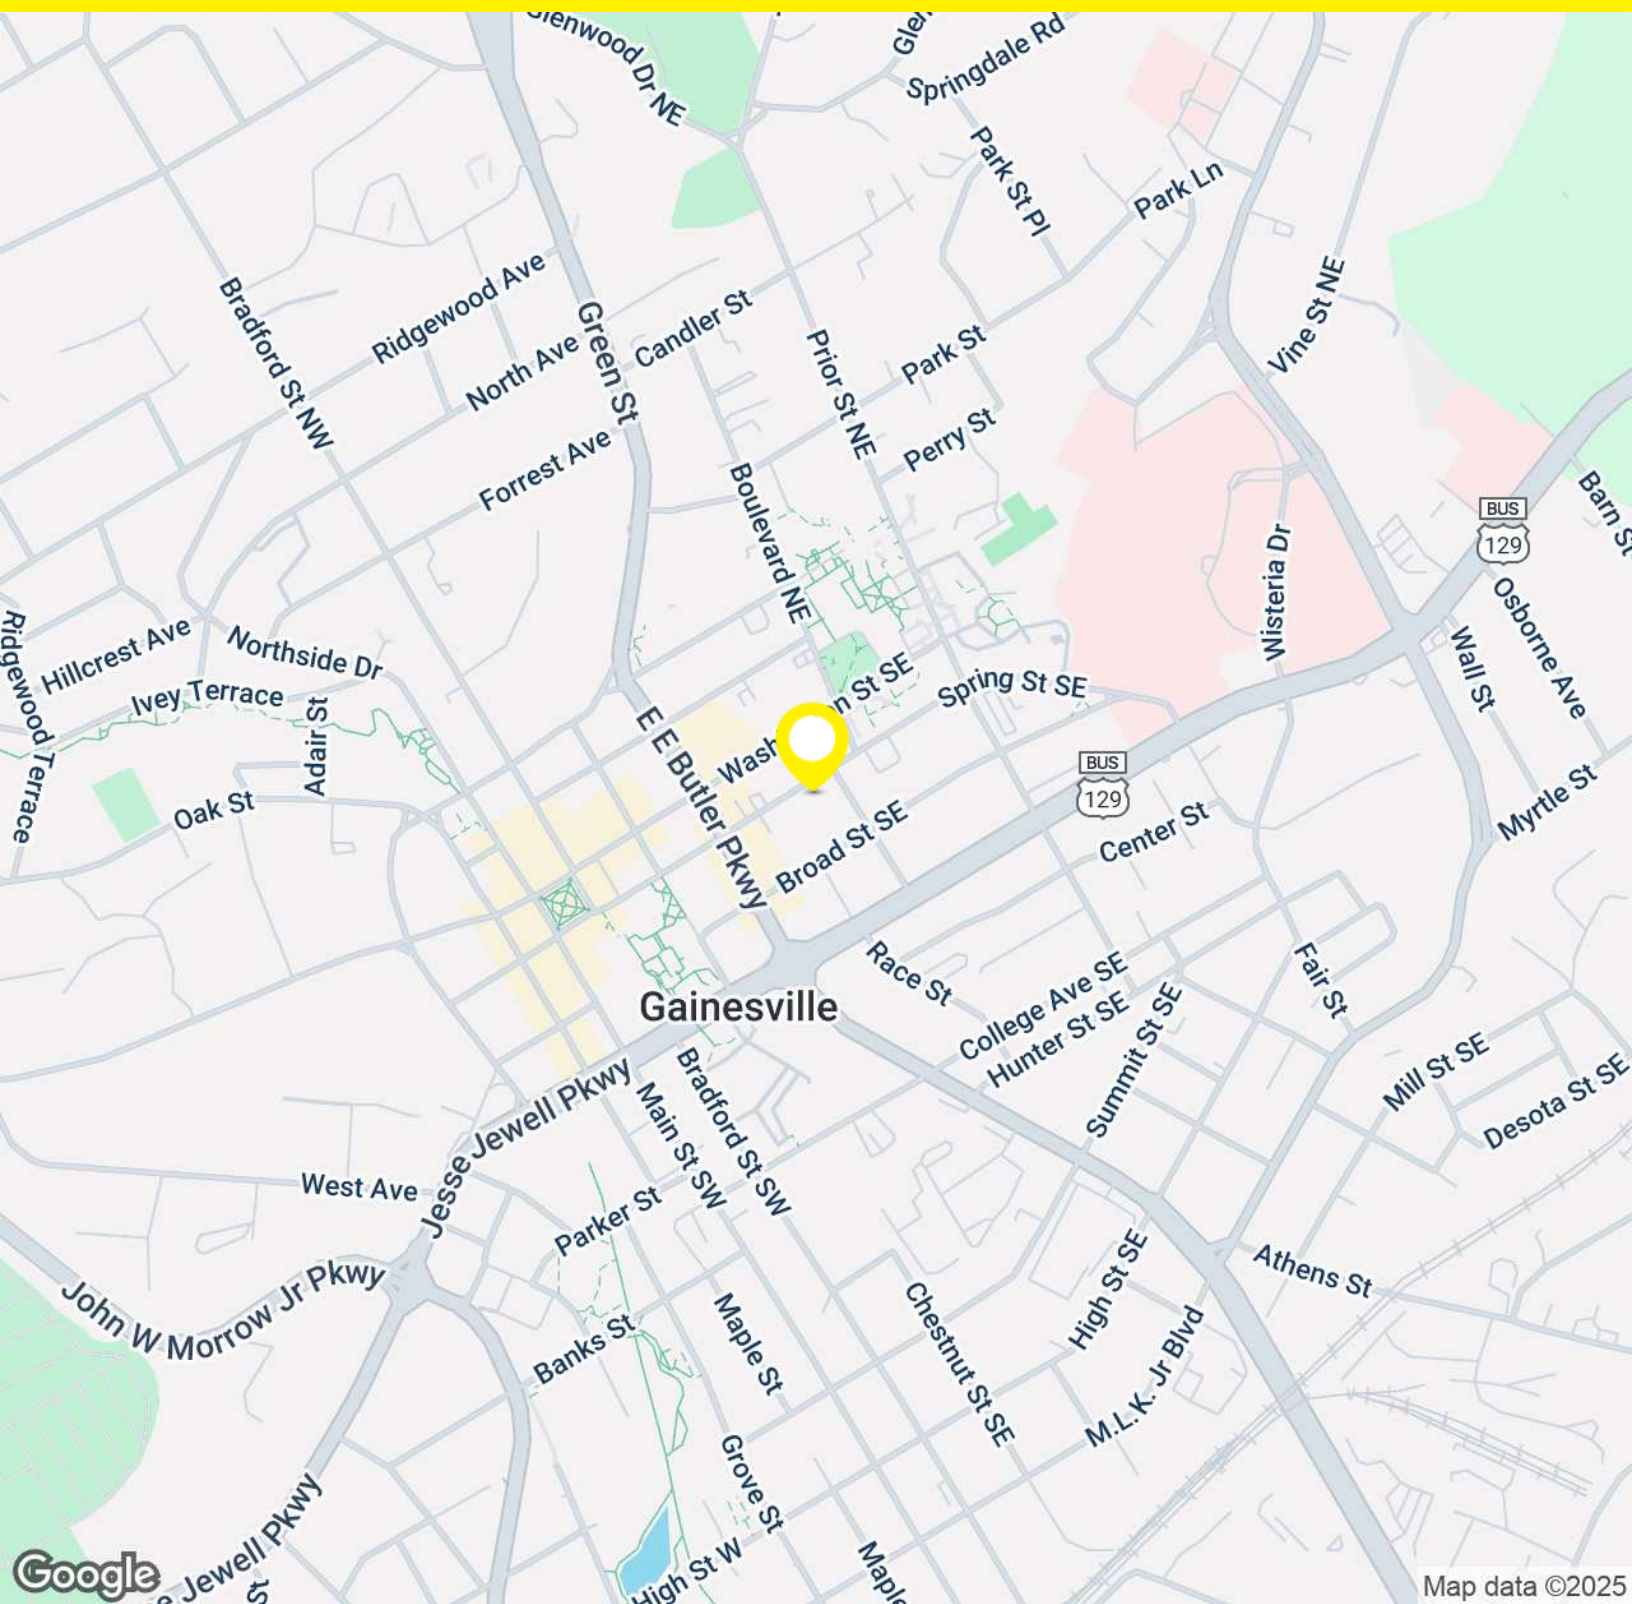 Glenwood Dr NE
Springdale Rd
Park St Pl
Park Ln
Vine St NE
Bradford St NW
Ridgewood Ave
North Ave
Green St
Candler St
Prior St NE
Park St
Perry St
Forrest Ave
Boulevard NE
BUS
129
Barn St
Wisteria Dr
Osborne Ave
Wall St
Ridgewood Terrace
Hillcrest Ave
Northside Dr
Ivey Terrace
Adair St
Oak St
E E Butler Pkwy
Wash
on St SE
Spring St SE
BUS
129
Broad St SE
Center St
Myrtle St
Gainesville
Race St
College Ave SE
Hunter St SE
Summit St SE
Fair St
Mill St SE
Desota St SE
Jesse Jewell Pkwy
Main St SW
Bradford St SW
West Ave
Parker St
John W Morrow Jr Pkwy
Banks St
Maple St
Chestnut St SE
High St SE
M.L.K. Jr Blvd
Athens St
Grove St
High St W
Maple
e Jewell Pkwy
St
Google
Map data ©2025